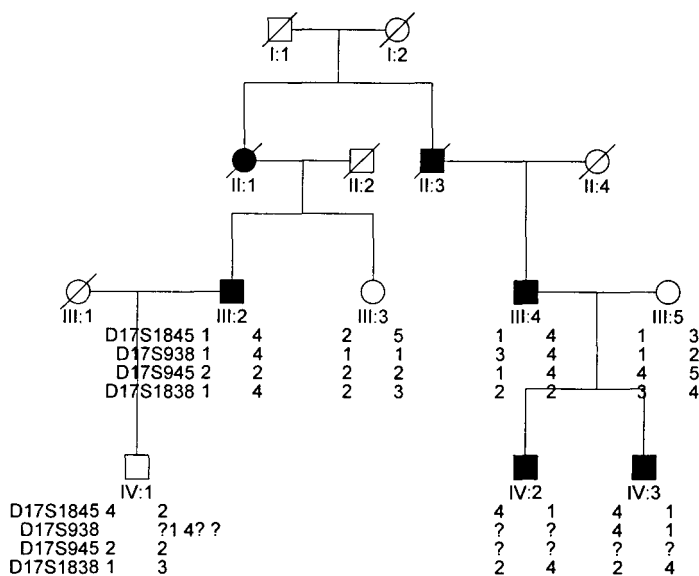 I:1 I:2
II:1 II:2 II:3 II:4
III:1 III:2 III:3 III:4 III:5
D17S1845 1 4 2 5 1 4 1 3
D17S938 1 4 1 1 3 4 1 2
D17S945 2 2 2 2 1 4 4 5
D17S1838 1 4 2 3 2 2 3 4
IV:1 IV:2 IV:3
D17S1845 4 2 4 1 4 1
D17S938 ?1 4? ? ? ? 4 1
D17S945 2 2 ? ? ? ?
D17S1838 1 3 2 4 2 4